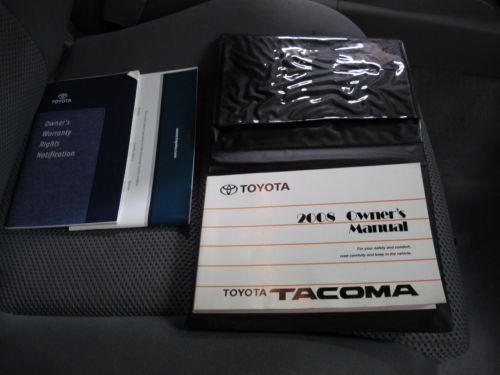 TOYOTA
Owner's
Warranty
Rights
Notification
TOYOTA
2008 Owner's
Manual
For your safety and comfort,
read carefully and keep in the vehicle.
TOYOTA TACOMA